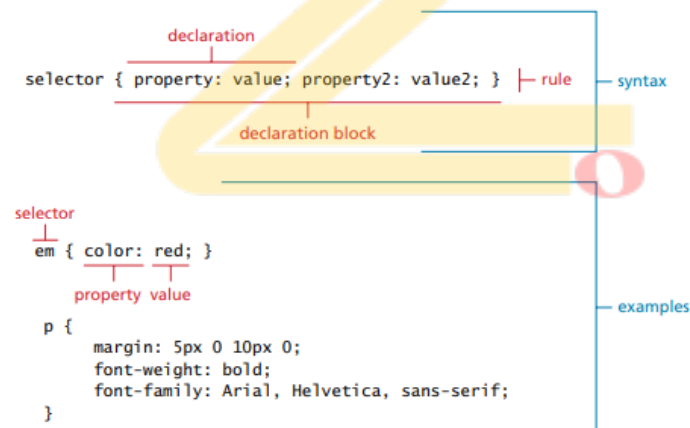 declaration
selector { property: value; property2: value2; } rule
syntax
declaration block
selector
em { color: red; }
property value
examples
p {
margin: 5px 0 10px 0;
font-weight: bold;
font-family: Arial, Helvetica, sans-serif;
}